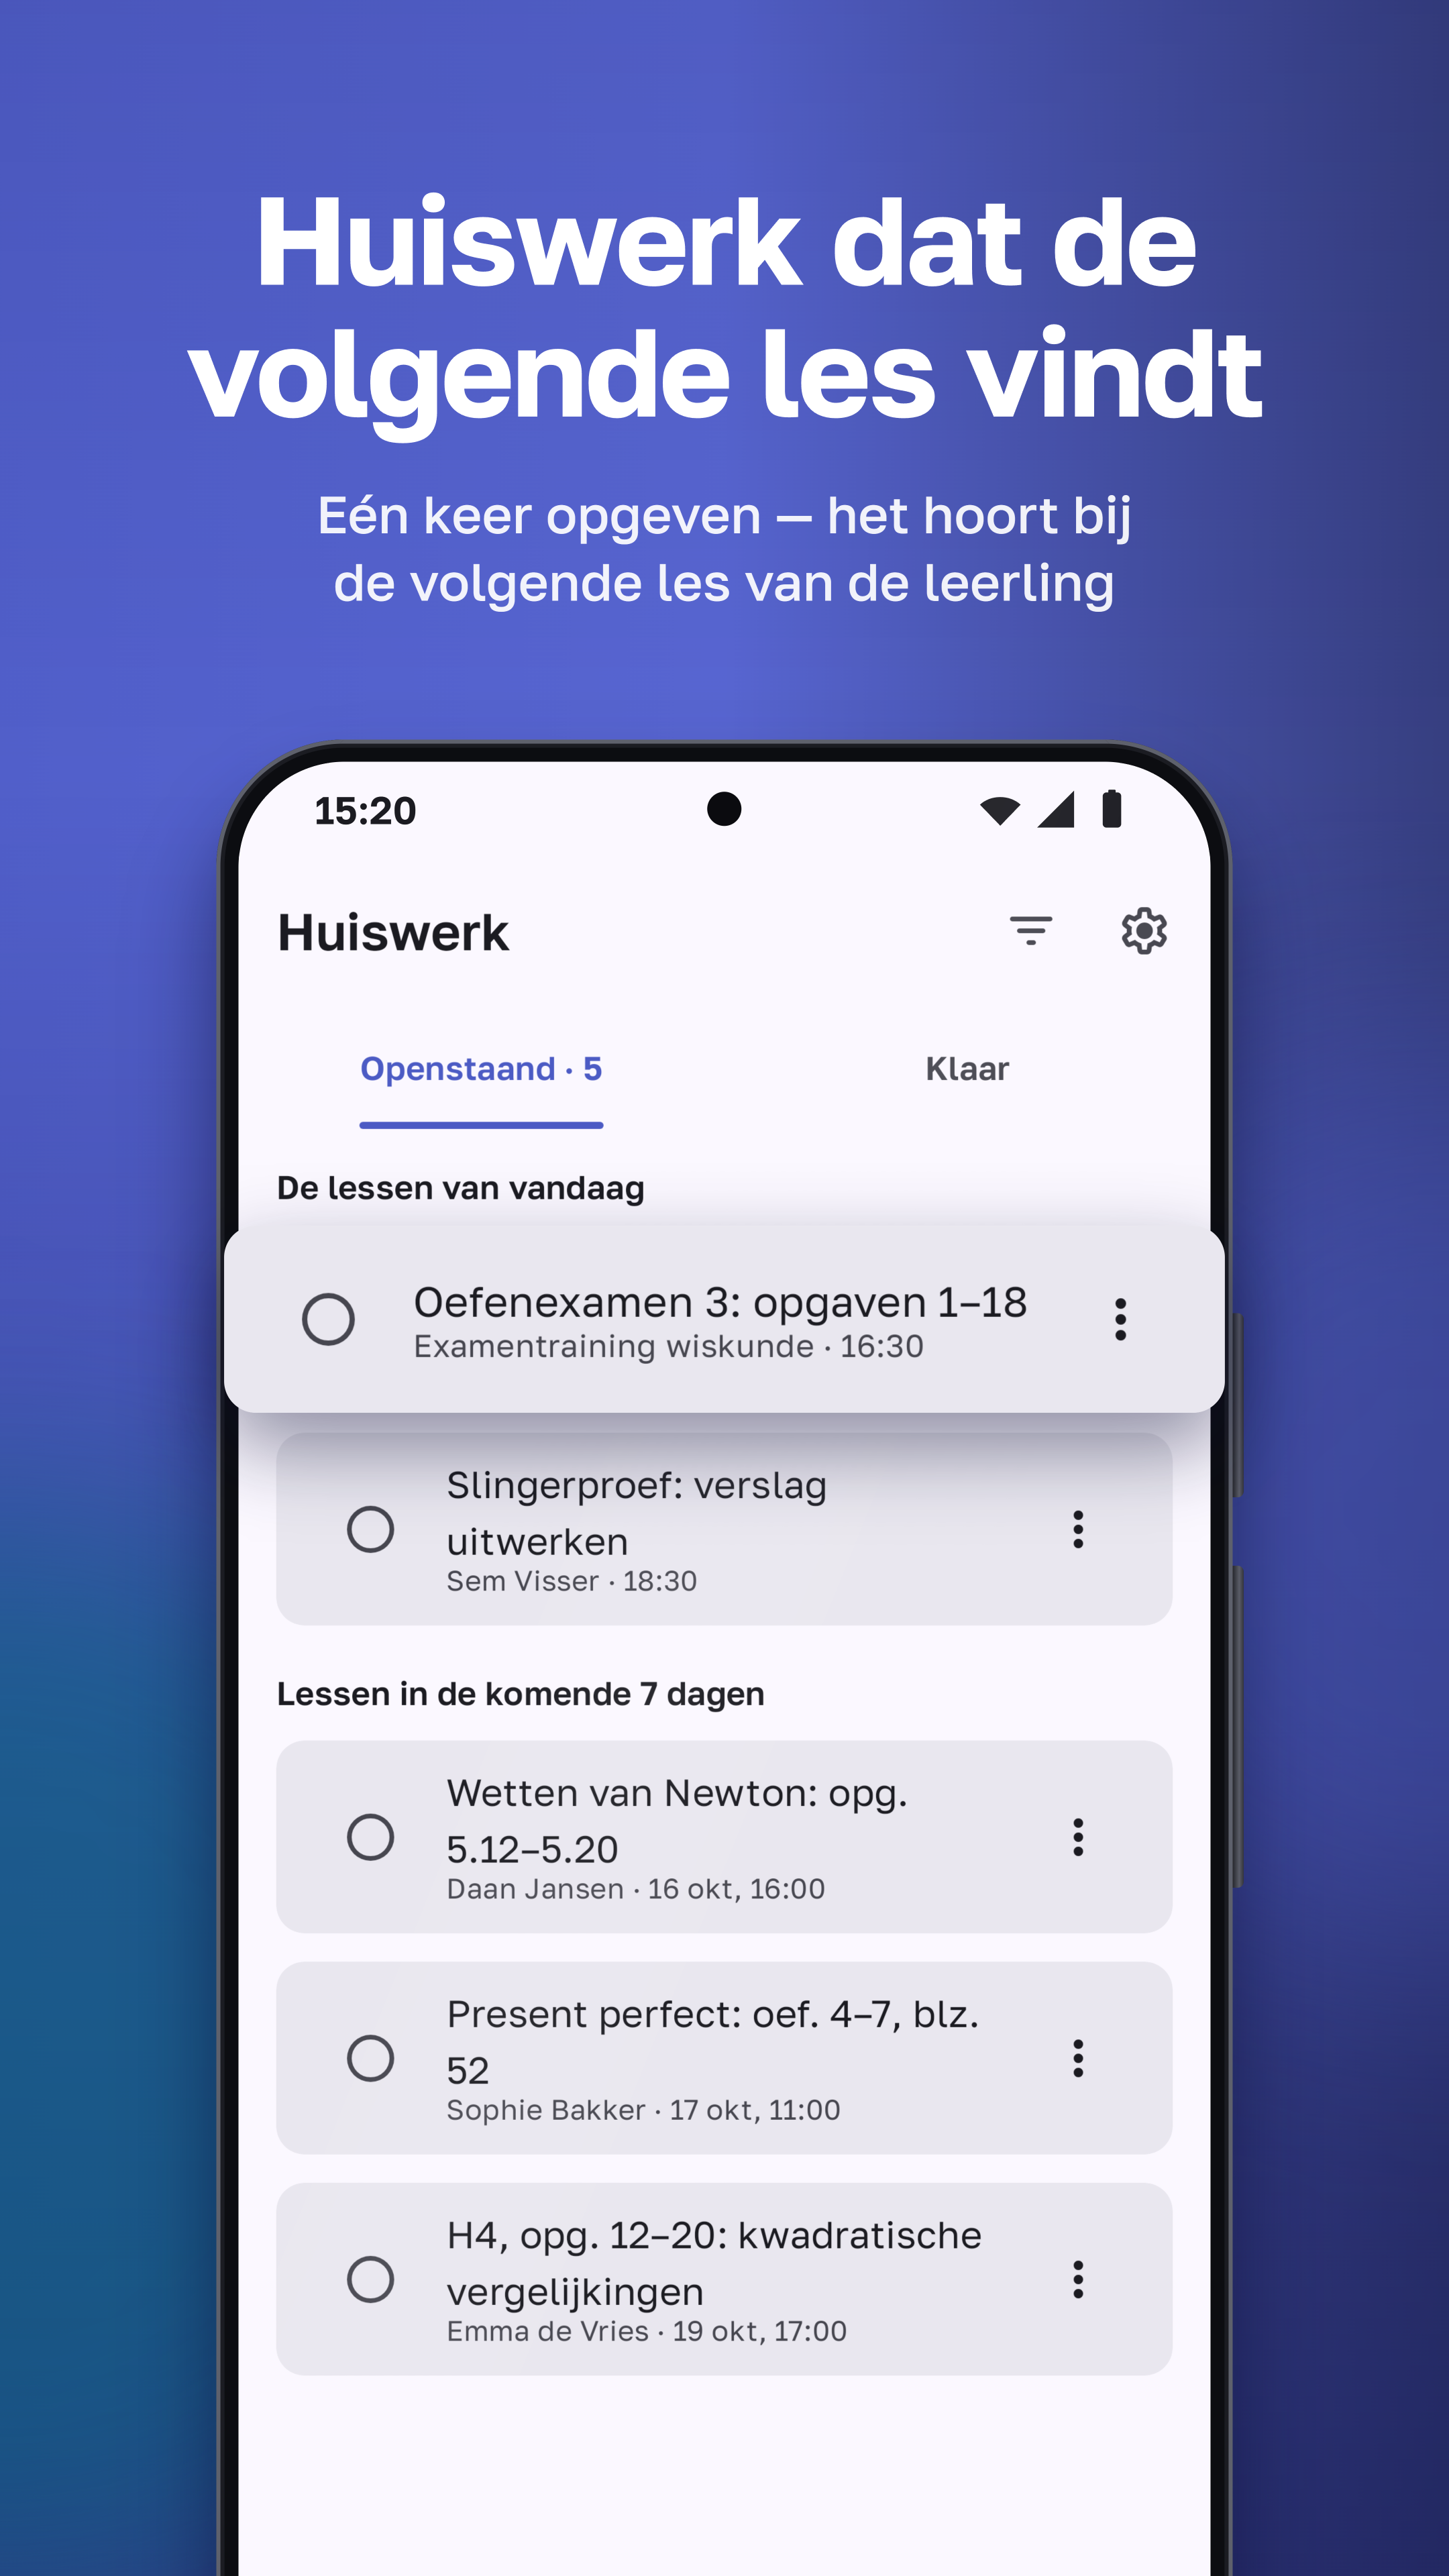 Huiswerk dat de
volgende les vindt
Eén keer opgeven — het hoort bij
de volgende les van de leerling
15:20
Huiswerk
Openstaand · 5
Klaar
De lessen van vandaag
Oefenexamen 3: opgaven 1–18
Examentraining wiskunde · 16:30
Slingerproef: verslag
uitwerken
Sem Visser · 18:30
Lessen in de komende 7 dagen
Wetten van Newton: opg.
5.12–5.20
Daan Jansen · 16 okt, 16:00
Present perfect: oef. 4–7, blz.
52
Sophie Bakker · 17 okt, 11:00
H4, opg. 12–20: kwadratische
vergelijkingen
Emma de Vries · 19 okt, 17:00